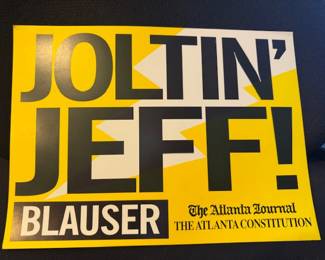 JOLTIN'
JEFF!
BLAUSER
The Atlanta Journal
THE ATLANTA CONSTITUTION